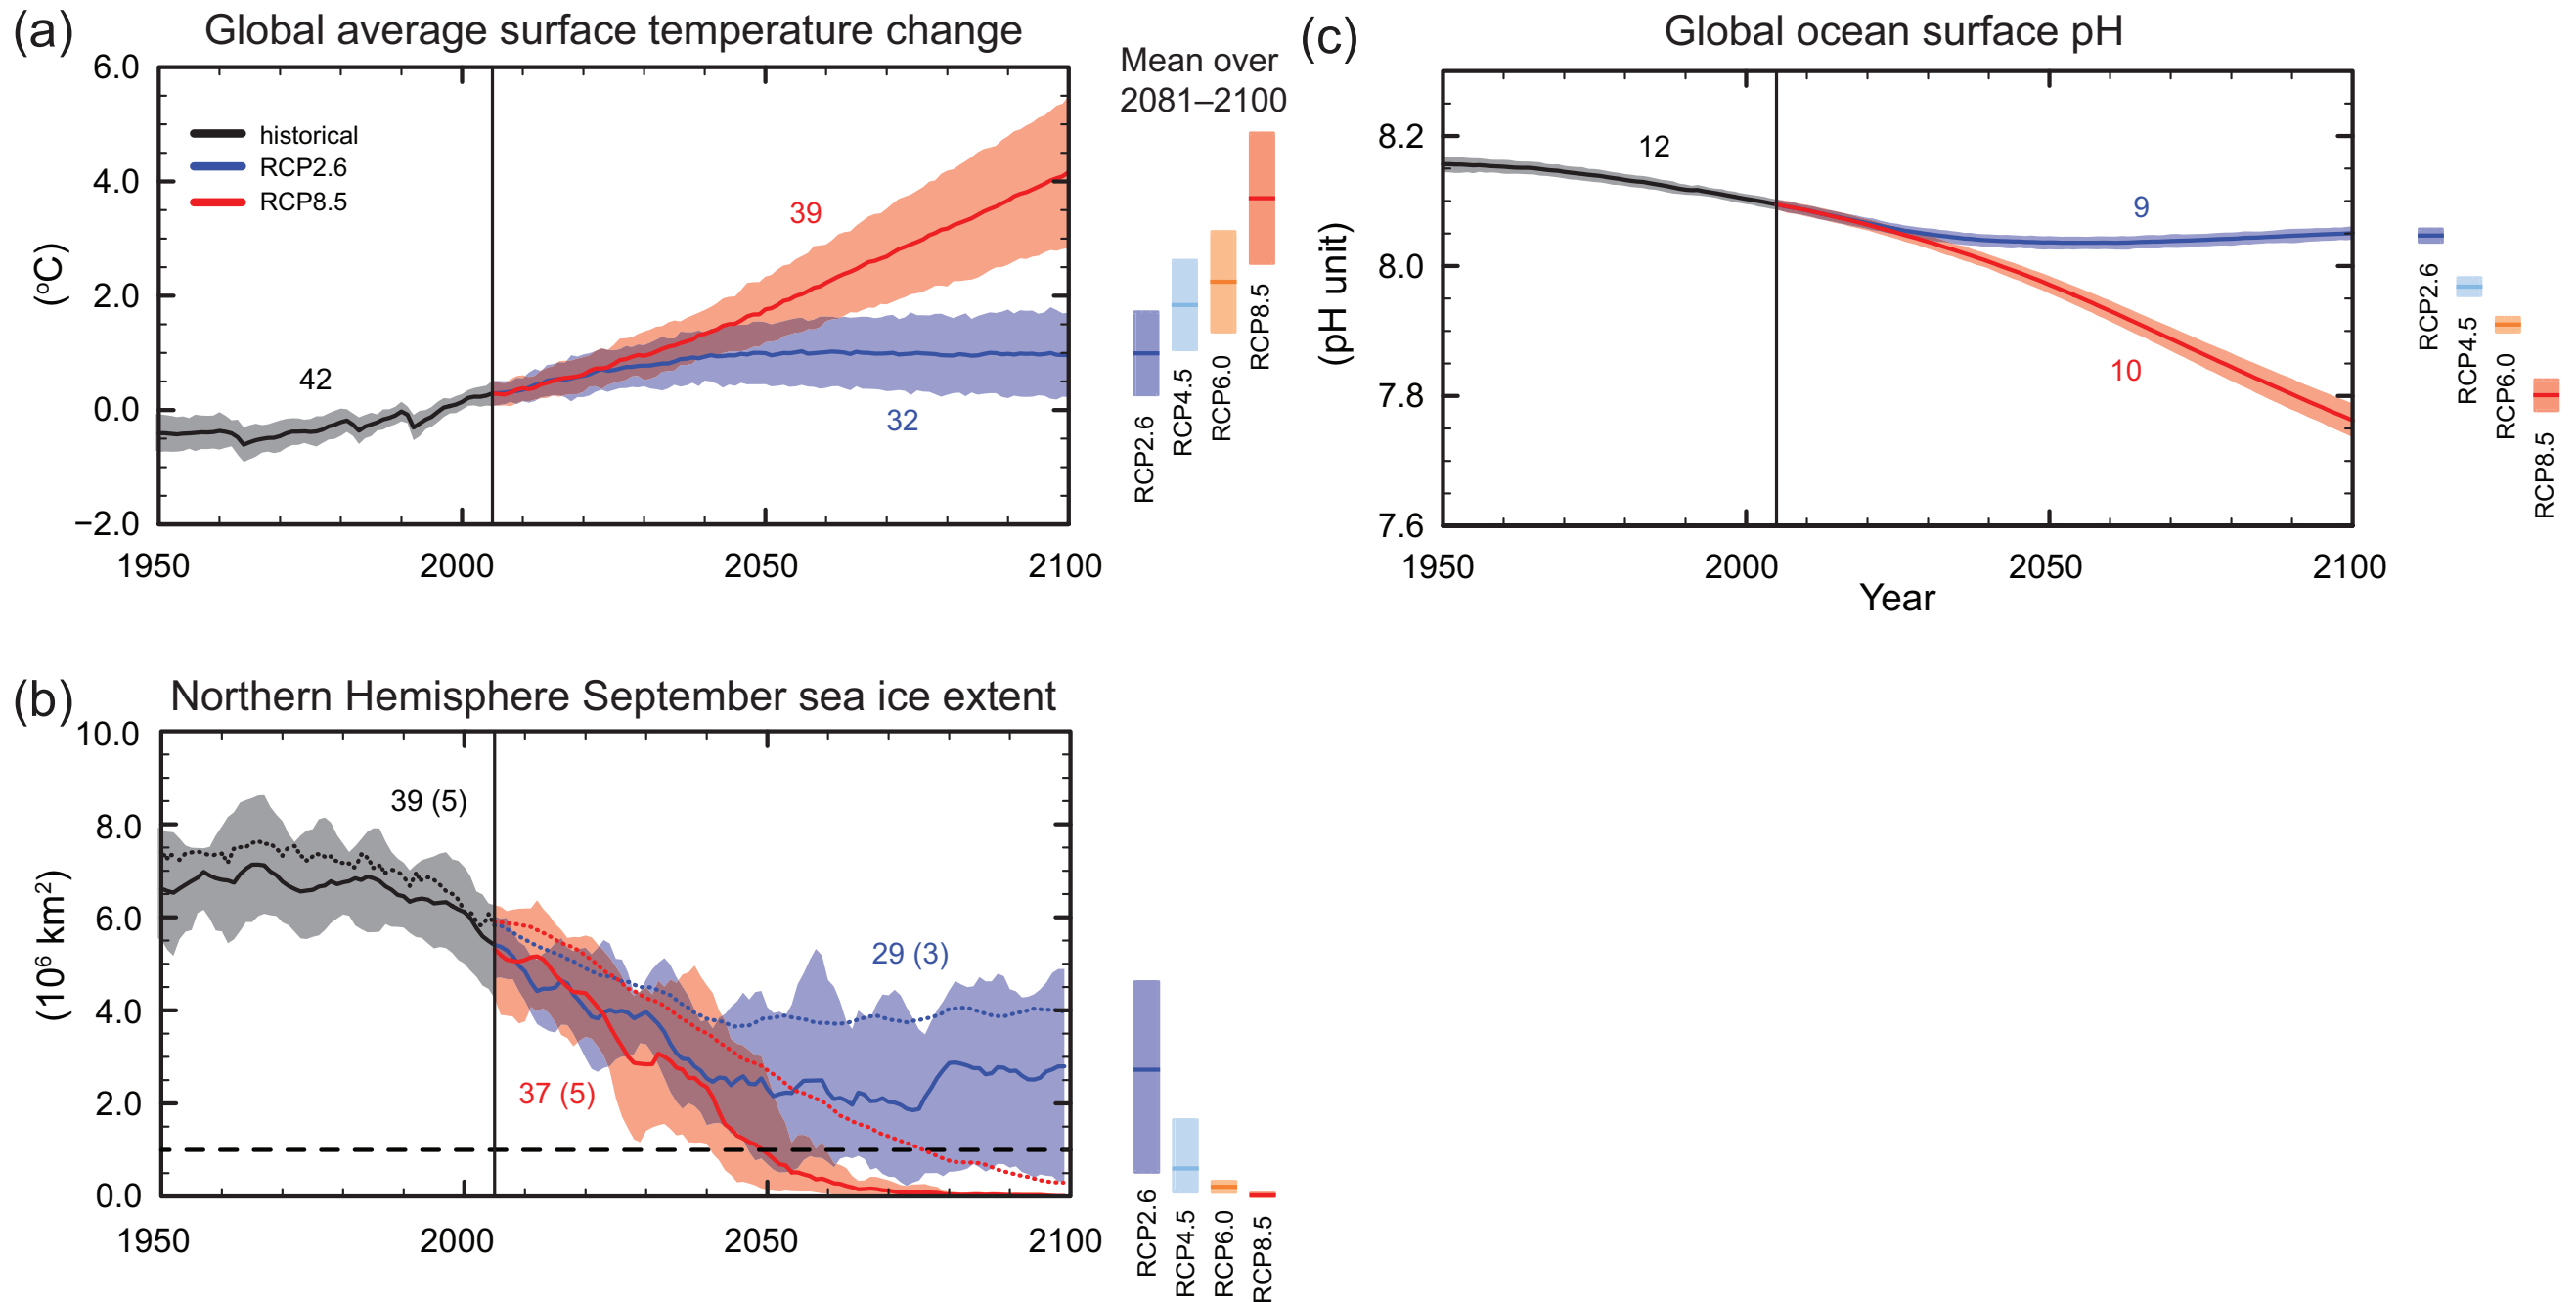 (a)
Global average surface temperature change
6.0
4.0
2.0
0.0
−2.0
(°C)
historical
RCP2.6
RCP8.5
42
39
32
1950
2000
2050
2100
Mean over
2081–2100
RCP2.6
RCP4.5
RCP6.0
RCP8.5
(c)
Global ocean surface pH
8.2
8.0
7.8
7.6
(pH unit)
12
9
10
1950
2000
2050
2100
Year
RCP2.6
RCP4.5
RCP6.0
RCP8.5
(b)
Northern Hemisphere September sea ice extent
10.0
8.0
6.0
4.0
2.0
0.0
(10⁶ km²)
39 (5)
29 (3)
37 (5)
1950
2000
2050
2100
RCP2.6
RCP4.5
RCP6.0
RCP8.5